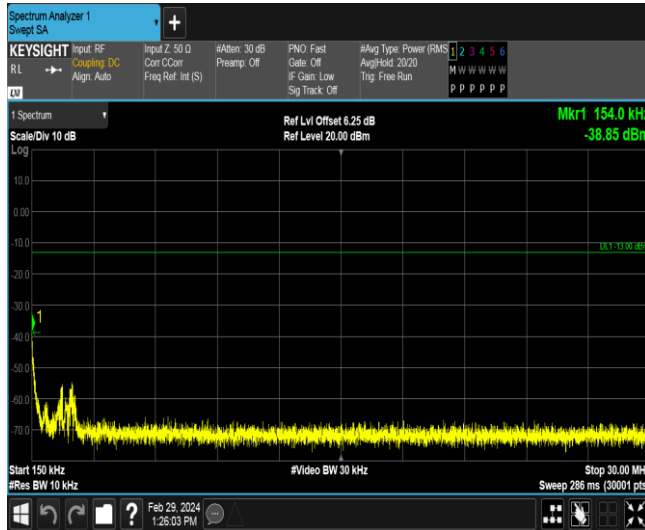 Spectrum Analyzer 1
Swept SA
+
KEYSIGHT Input: RF Input Z: 50 Ω #Atten: 30 dB PNO: Fast #Avg Type: Power (RMS 1 2 3 4 5 6
RL Coupling: DC Corr CCorr Preamp: Off Gate: Off Avg|Hold: 20/20 M W W W W W
Align: Auto Freq Ref: Int (S) IF Gain: Low Trig: Free Run
LXI Sig Track: Off P P P P P P
1 Spectrum Ref Lvl Offset 6.25 dB Mkr1 154.0 kHz
Scale/Div 10 dB Ref Level 20.00 dBm -38.85 dBm
Log
10.0
0.00
-10.0 DL1 -13.00 dBm
-20.0
-30.0
1
-40.0
-50.0
-60.0
-70.0
Start 150 kHz #Video BW 30 kHz Stop 30.00 MH
#Res BW 10 kHz Sweep 286 ms (30001 pts
? Feb 29, 2024
1:26:03 PM